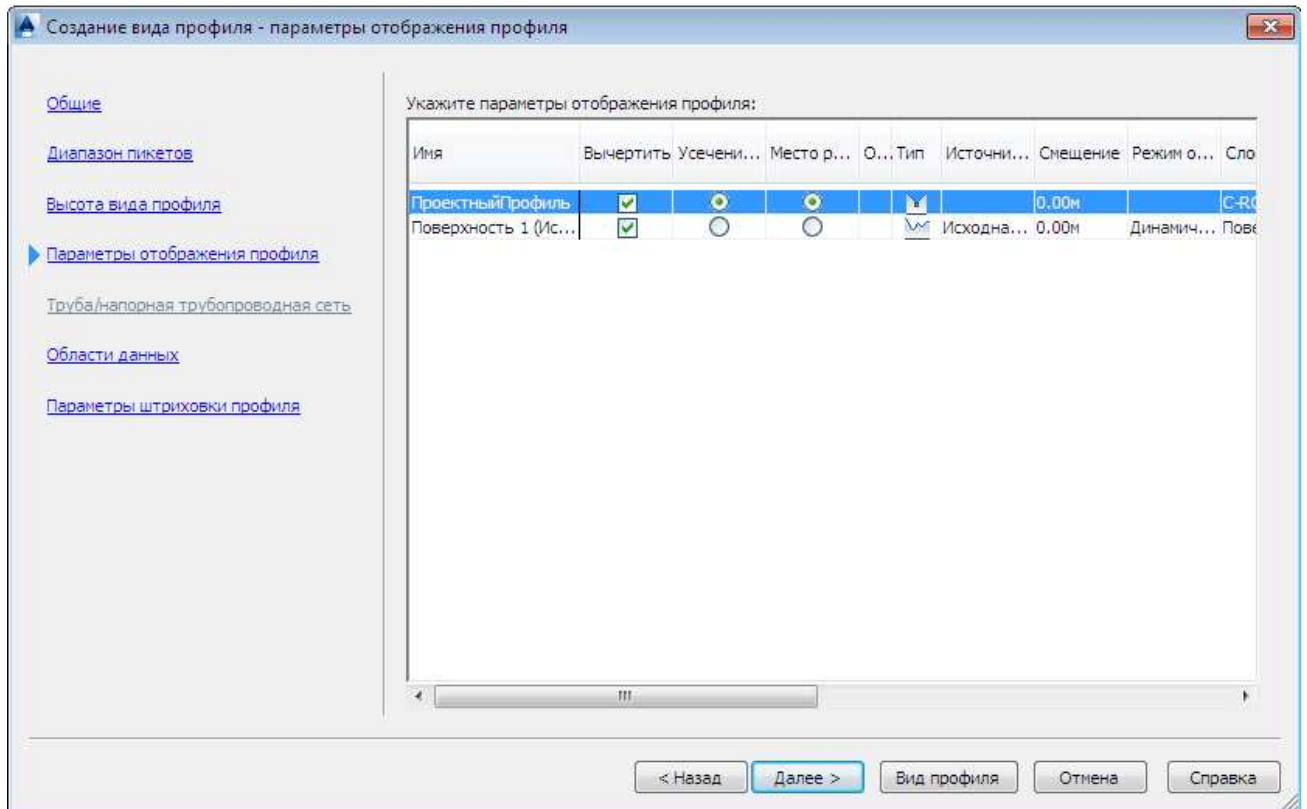 Создание вида профиля - параметры отображения профиля
Общие
Диапазон пикетов
Высота вида профиля
Параметры отображения профиля
Труба/напорная трубопроводная сеть
Области данных
Параметры штриховки профиля
Укажите параметры отображения профиля:
Имя Вычертить Усечени... Место р... О... Тип Источни... Смещение Режим о... Сло
ПроектныйПрофиль 0.00м C-RO
Поверхность 1 (Ис... Исходна... 0.00м Динамич... Пове
< Назад Далее > Вид профиля Отмена Справка